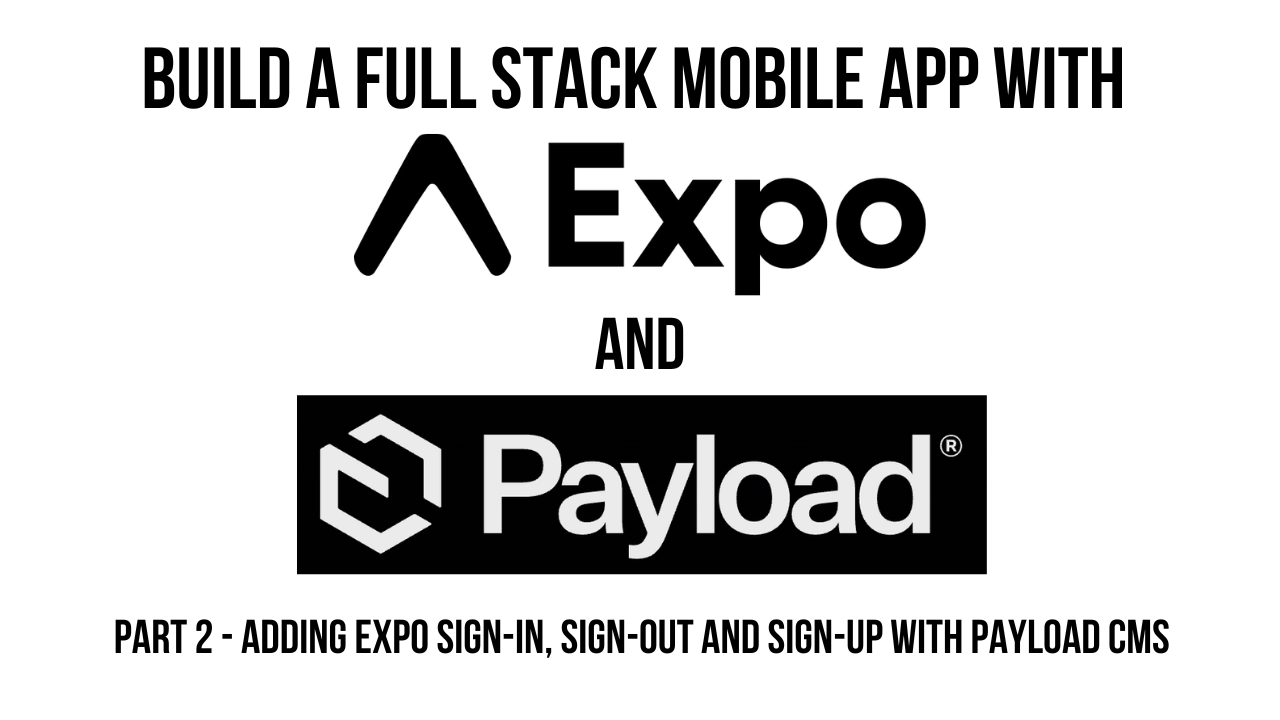 BUILD A FULL STACK MOBILE APP WITH
Expo
AND
Payload®
PART 2 - ADDING EXPO SIGN-IN, SIGN-OUT AND SIGN-UP WITH PAYLOAD CMS